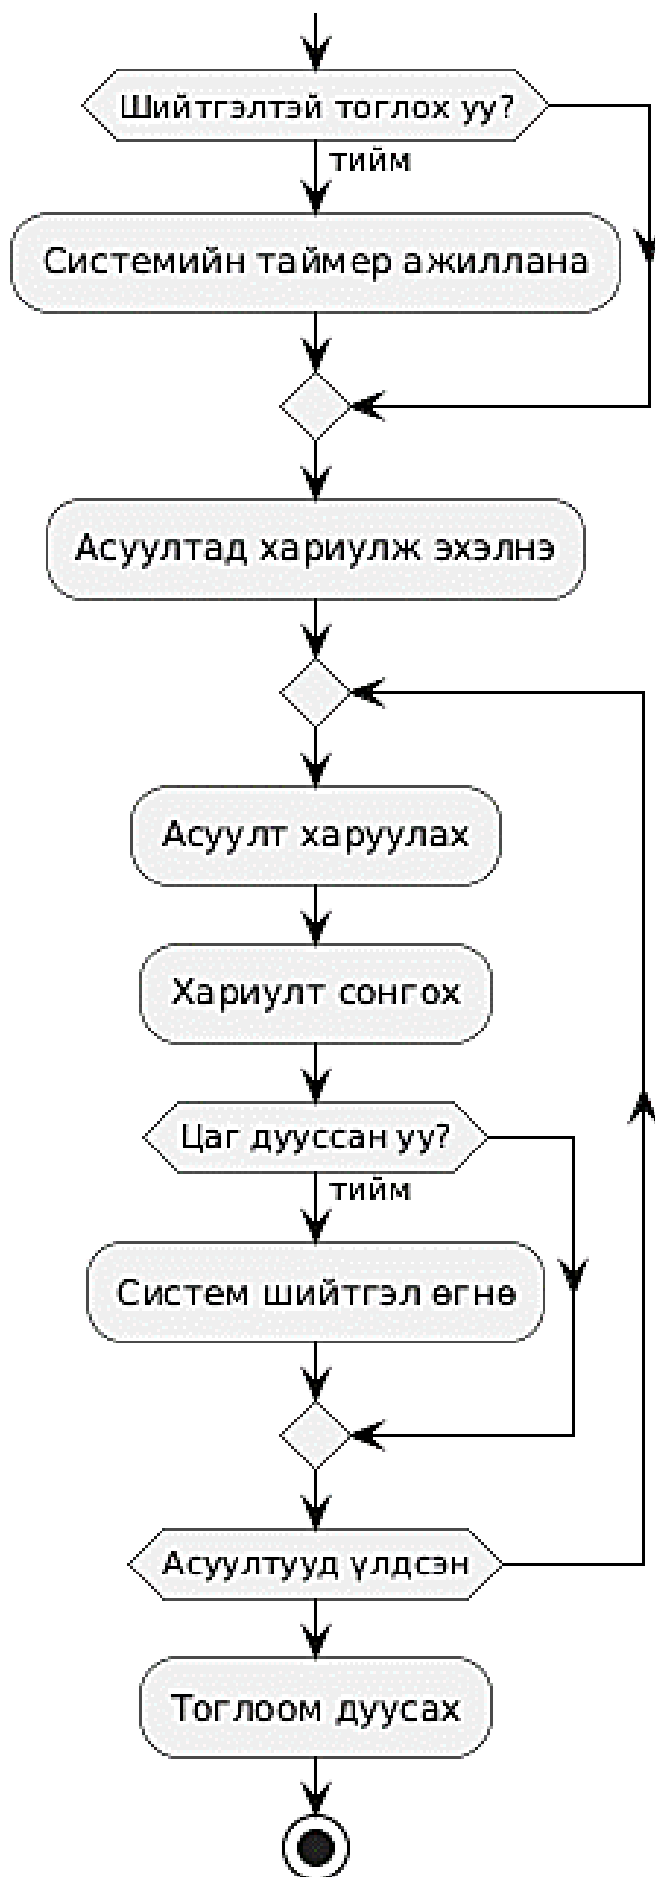 Шийтгэлтэй тоглох уу?
тийм
Системийн таймер ажиллана
Асуултад хариулж эхэлнэ
Асуулт харуулах
Хариулт сонгох
Цаг дууссан уу?
тийм
Систем шийтгэл өгнө
Асуултууд үлдсэн
Тоглоом дуусах